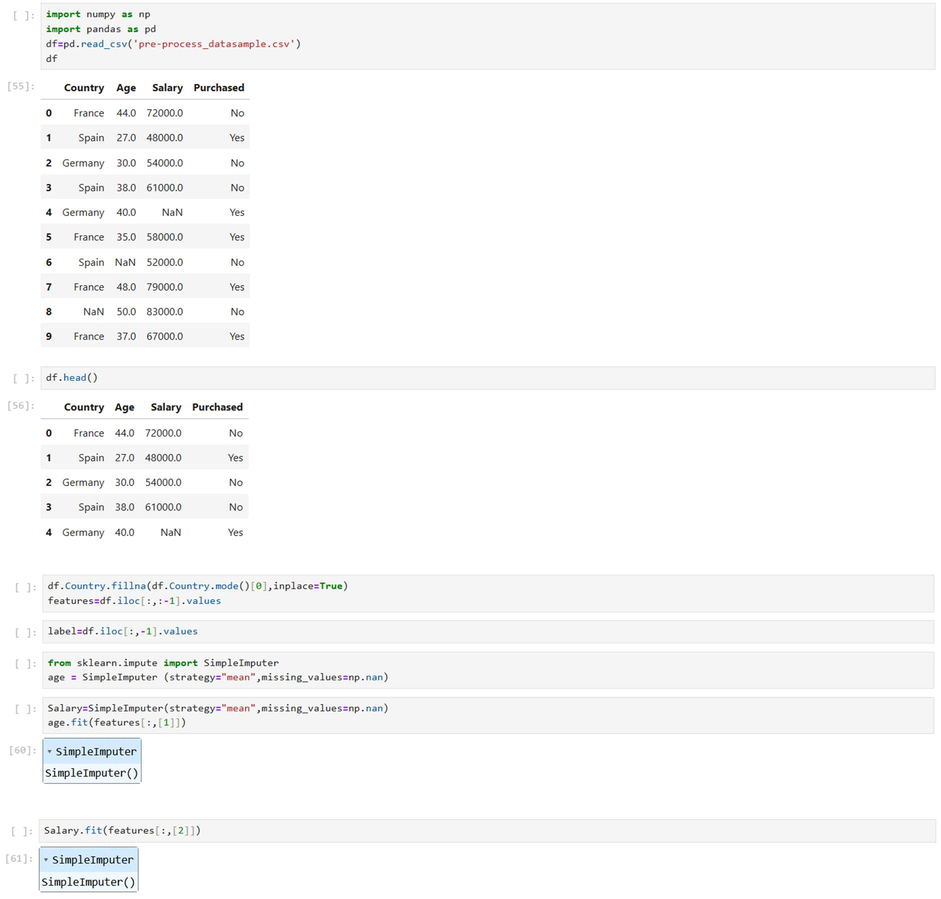 [ ]: import numpy as np
import pandas as pd
df=pd.read_csv('pre-process_datasample.csv')
df
[55]: Country Age Salary Purchased
0 France 44.0 72000.0 No
1 Spain 27.0 48000.0 Yes
2 Germany 30.0 54000.0 No
3 Spain 38.0 61000.0 No
4 Germany 40.0 NaN Yes
5 France 35.0 58000.0 Yes
6 Spain NaN 52000.0 No
7 France 48.0 79000.0 Yes
8 NaN 50.0 83000.0 No
9 France 37.0 67000.0 Yes
[ ]: df.head()
[56]: Country Age Salary Purchased
0 France 44.0 72000.0 No
1 Spain 27.0 48000.0 Yes
2 Germany 30.0 54000.0 No
3 Spain 38.0 61000.0 No
4 Germany 40.0 NaN Yes
[ ]: df.Country.fillna(df.Country.mode()[0],inplace=True)
features=df.iloc[:,:-1].values
[ ]: label=df.iloc[:,-1].values
[ ]: from sklearn.impute import SimpleImputer
age = SimpleImputer (strategy="mean",missing_values=np.nan)
[ ]: Salary=SimpleImputer(strategy="mean",missing_values=np.nan)
age.fit(features[:,[1]])
[60]: ▾ SimpleImputer
SimpleImputer()
[ ]: Salary.fit(features[:,[2]])
[61]: ▾ SimpleImputer
SimpleImputer()